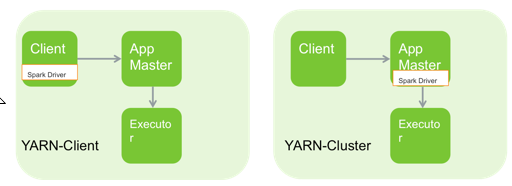 Client
Spark Driver
App
Master
Executo
r
YARN-Client
Client
App
Master
Spark Driver
Executo
r
YARN-Cluster